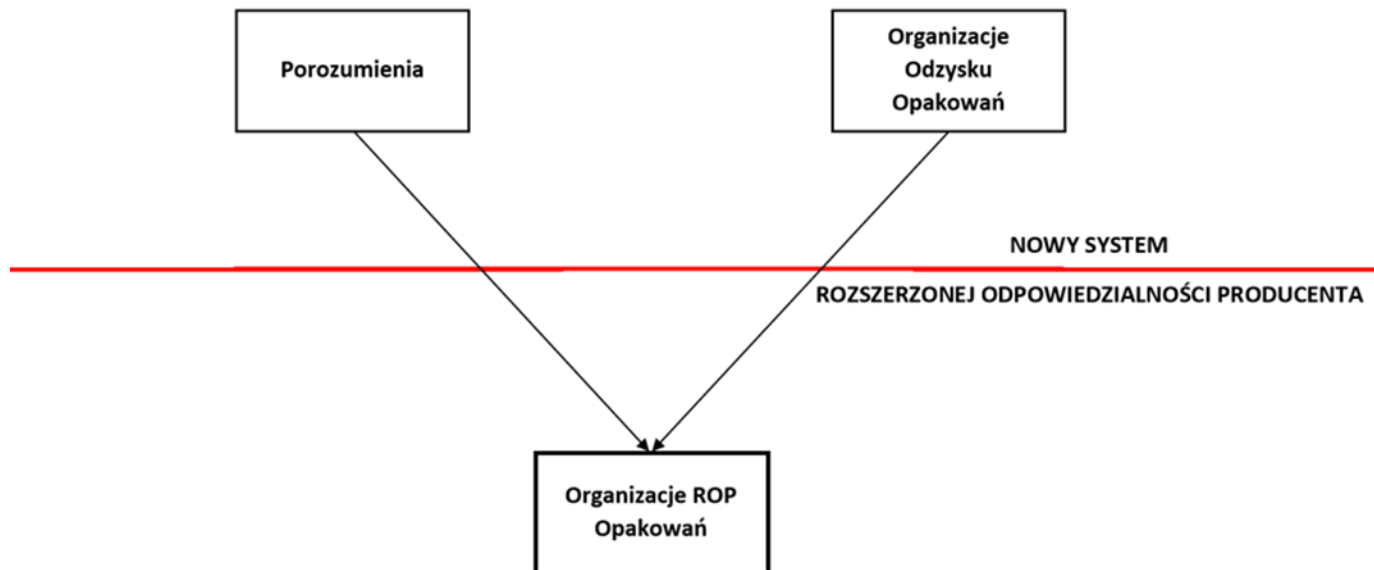 Porozumienia
Organizacje
Odzysku
Opakowań
NOWY SYSTEM
ROZSZERZONEJ ODPOWIEDZIALNOŚCI PRODUCENTA
Organizacje ROP
Opakowań